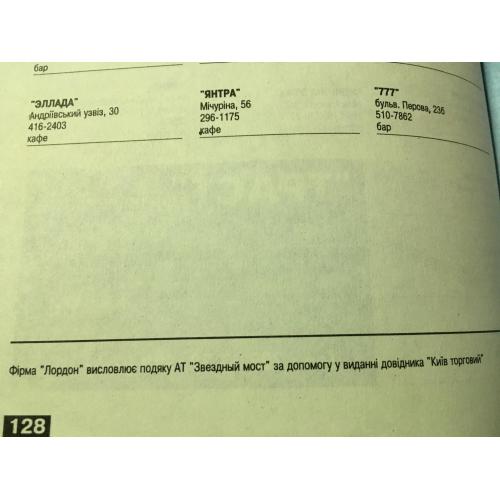 бар
"ЭЛЛАДА"
Андріївський узвіз, 30
416-2403
кафе
"ЯНТРА"
Мічуріна, 56
296-1175
кафе
"777"
бульв. Перова, 23б
510-7862
бар
Фірма "Лордон" висловлює подяку АТ "Звездный мост" за допомогу у виданні довідника "Київ торговий"
128